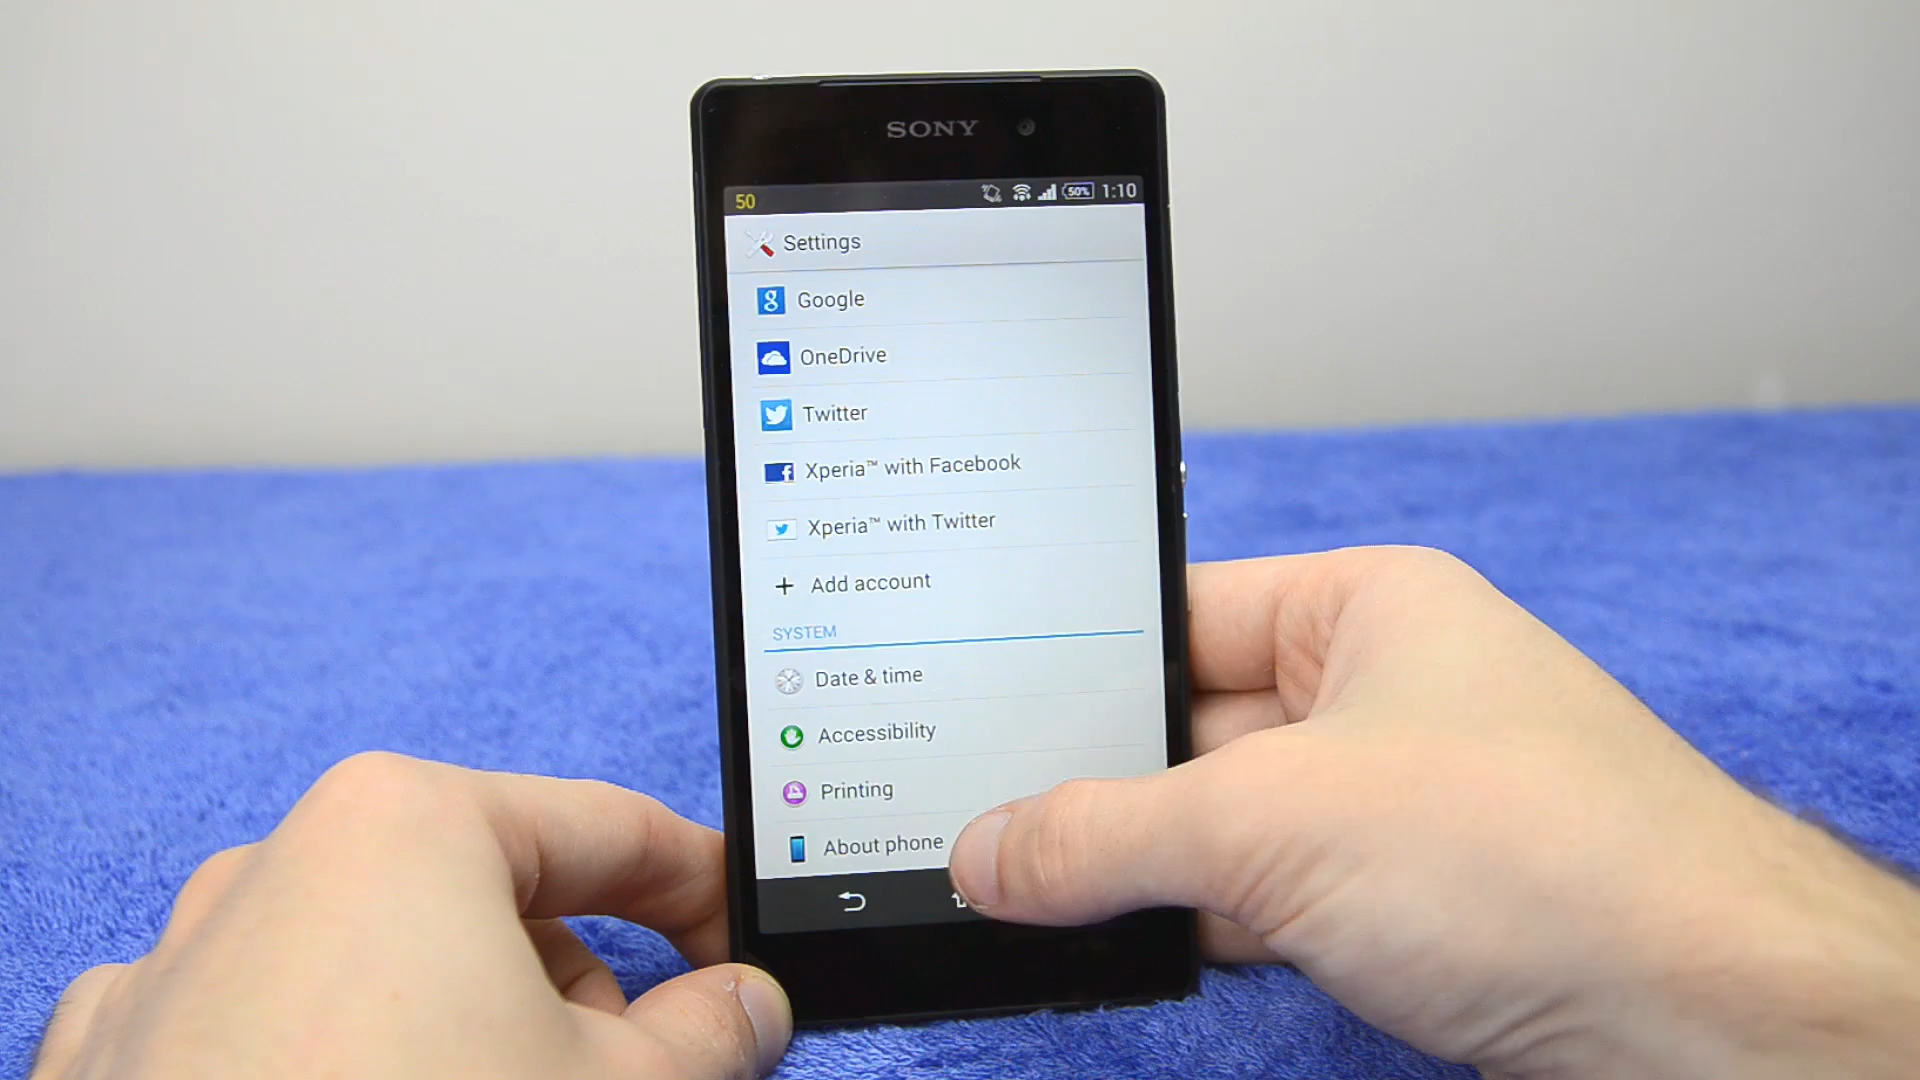 SONY
50 50% 1:10
Settings
Google
OneDrive
Twitter
Xperia™ with Facebook
Xperia™ with Twitter
+ Add account
SYSTEM
Date & time
Accessibility
Printing
About phone